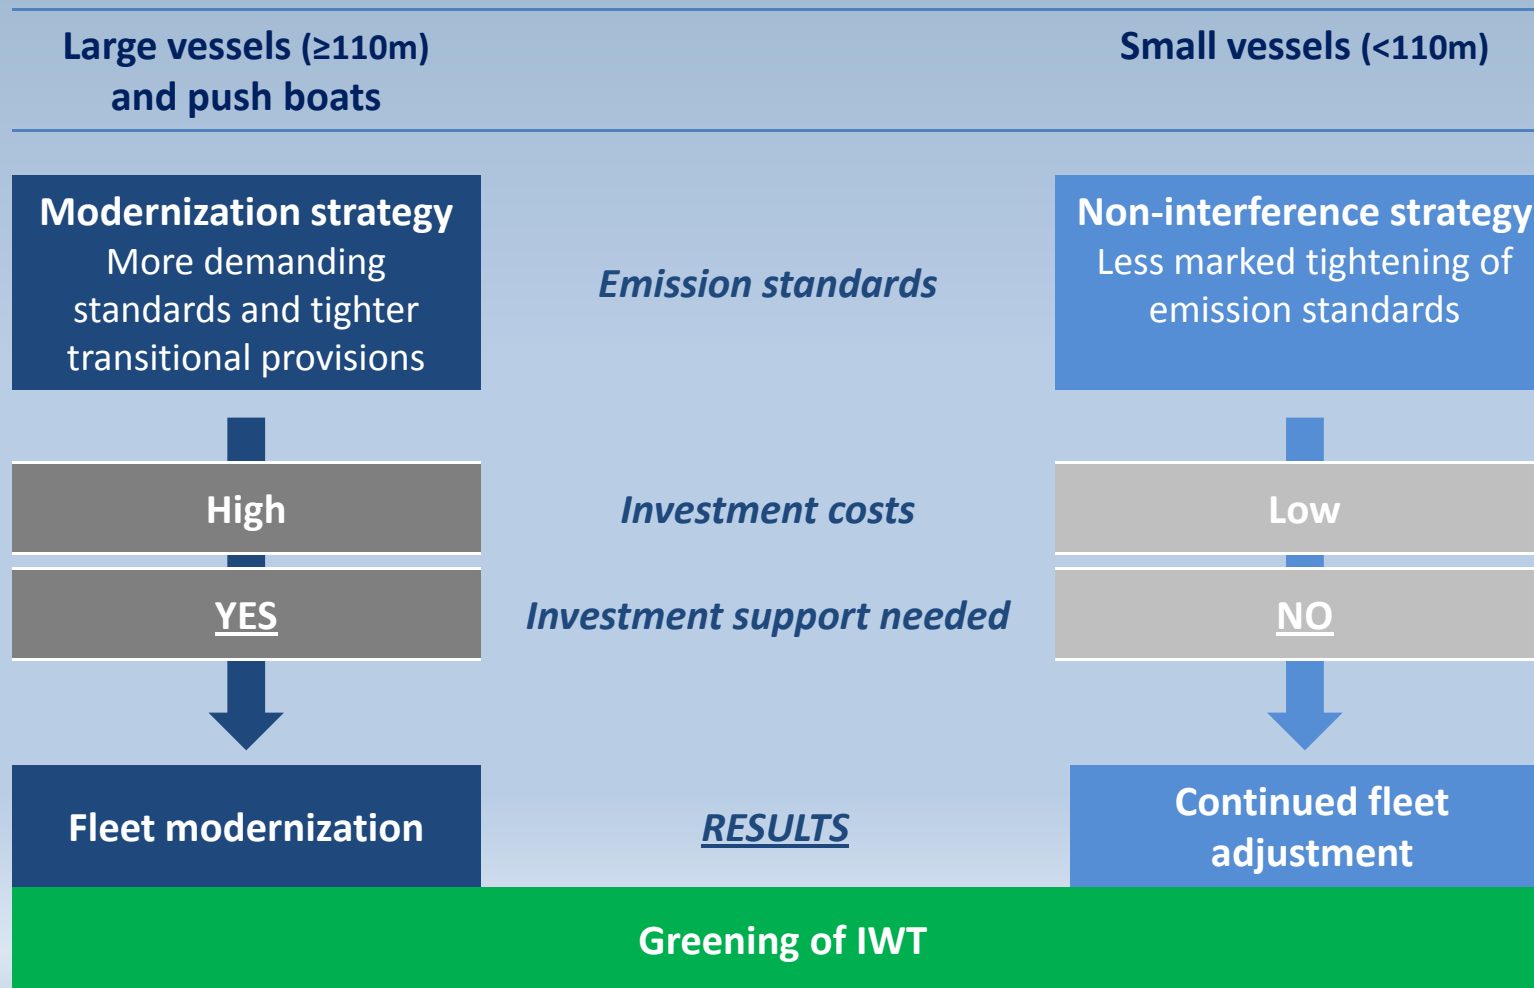 Large vessels (≥110m)
and push boats
Small vessels (<110m)
Modernization strategy
More demanding
standards and tighter
transitional provisions
Emission standards
Non-interference strategy
Less marked tightening of
emission standards
High
Investment costs
Low
YES
Investment support needed
NO
Fleet modernization
RESULTS
Continued fleet
adjustment
Greening of IWT